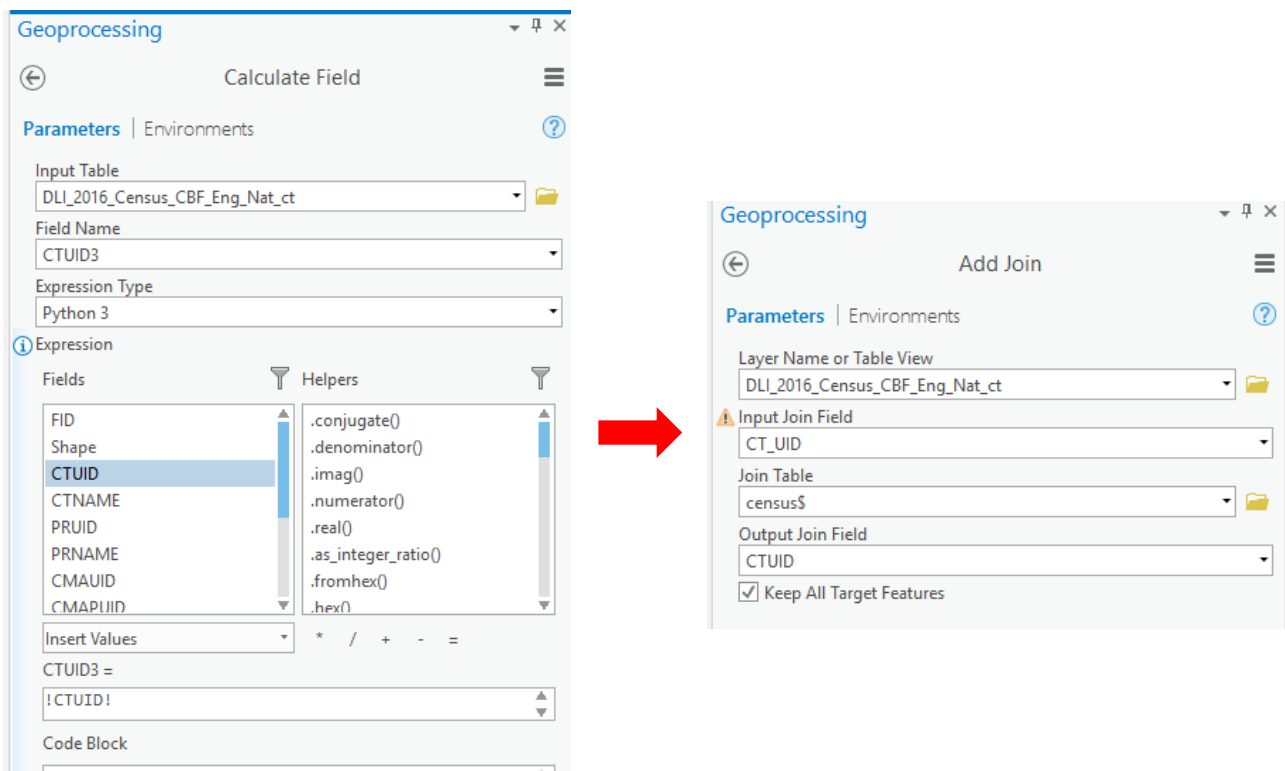 Geoprocessing
Calculate Field
Parameters | Environments
Input Table
DLI_2016_Census_CBF_Eng_Nat_ct
Field Name
CTUID3
Expression Type
Python 3
Expression
Fields
FID
Shape
CTUID
CTNAME
PRUID
PRNAME
CMAUID
CMAPUID
Helpers
.conjugate()
.denominator()
.imag()
.numerator()
.real()
.as_integer_ratio()
.fromhex()
.hex()
Insert Values
* / + - =
CTUID3 =
!CTUID!
Code Block
Geoprocessing
Add Join
Parameters | Environments
Layer Name or Table View
DLI_2016_Census_CBF_Eng_Nat_ct
Input Join Field
CT_UID
Join Table
census$
Output Join Field
CTUID
Keep All Target Features